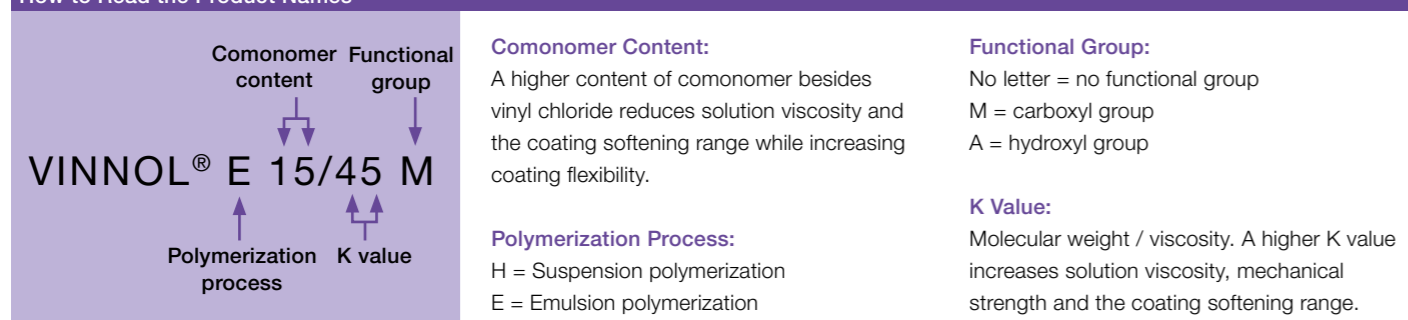 How to Read the Product Names
Comonomer
content
Functional
group
VINNOL® E 15/45 M
Polymerization
process
K value
Comonomer Content:
A higher content of comonomer besides
vinyl chloride reduces solution viscosity and
the coating softening range while increasing
coating flexibility.
Polymerization Process:
H = Suspension polymerization
E = Emulsion polymerization
Functional Group:
No letter = no functional group
M = carboxyl group
A = hydroxyl group
K Value:
Molecular weight / viscosity. A higher K value
increases solution viscosity, mechanical
strength and the coating softening range.